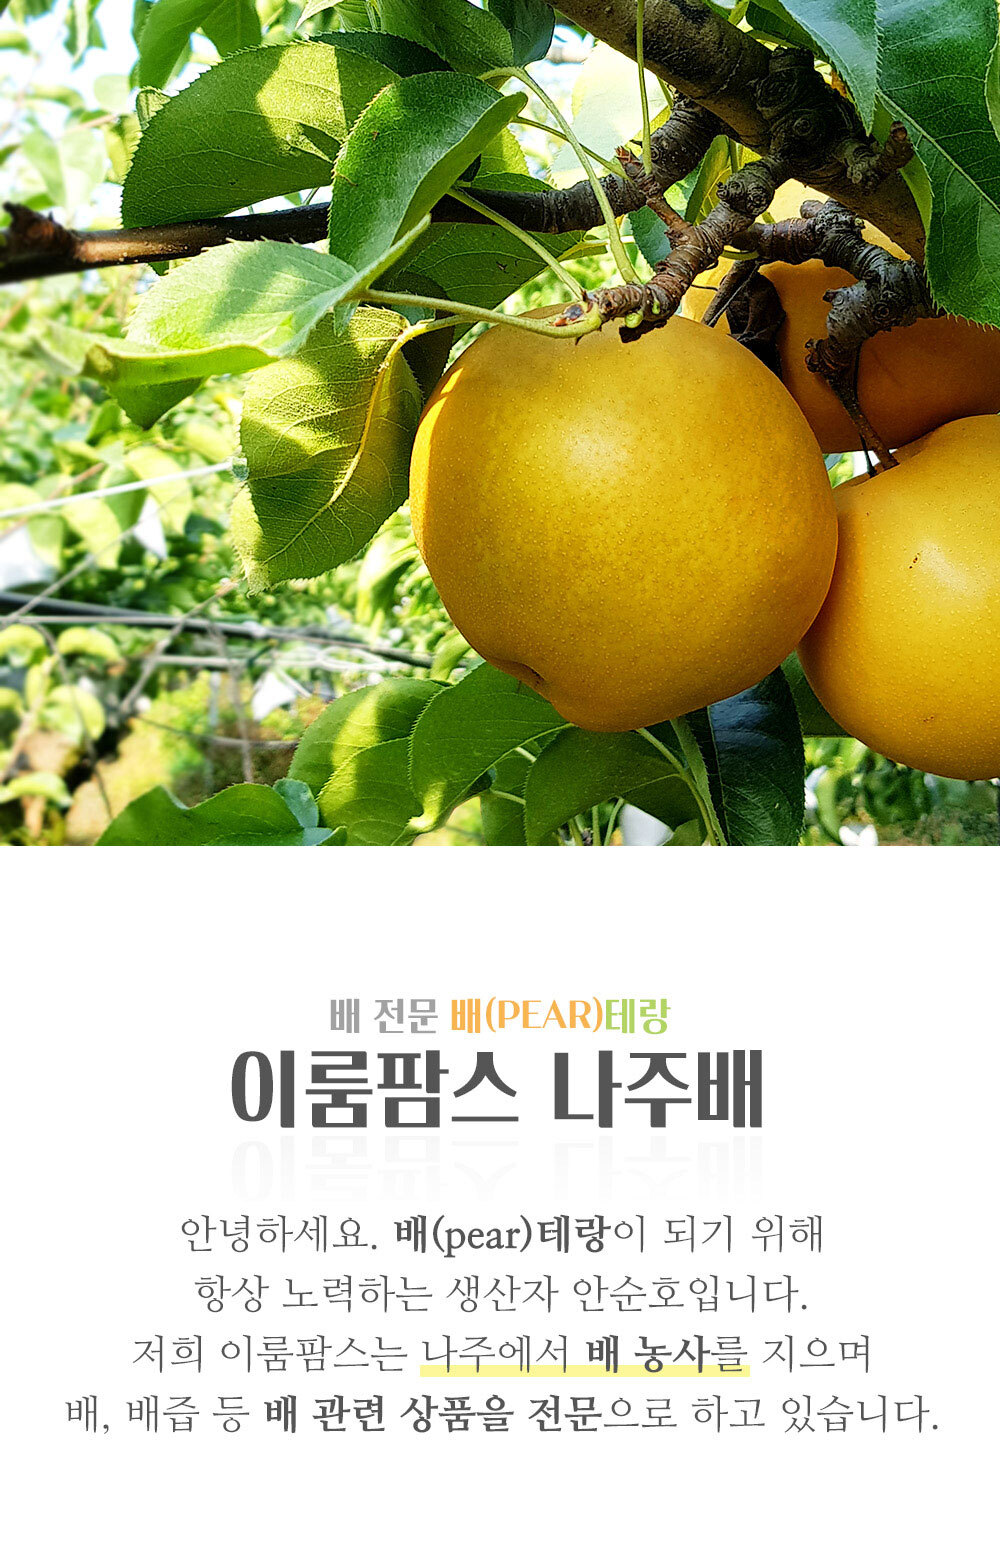 배 전문 배(PEAR)테랑
이룸팜스 나주배
안녕하세요. 배(pear)테랑이 되기 위해
항상 노력하는 생산자 안순호입니다.
저희 이룸팜스는 나주에서 배 농사를 지으며
배, 배즙 등 배 관련 상품을 전문으로 하고 있습니다.